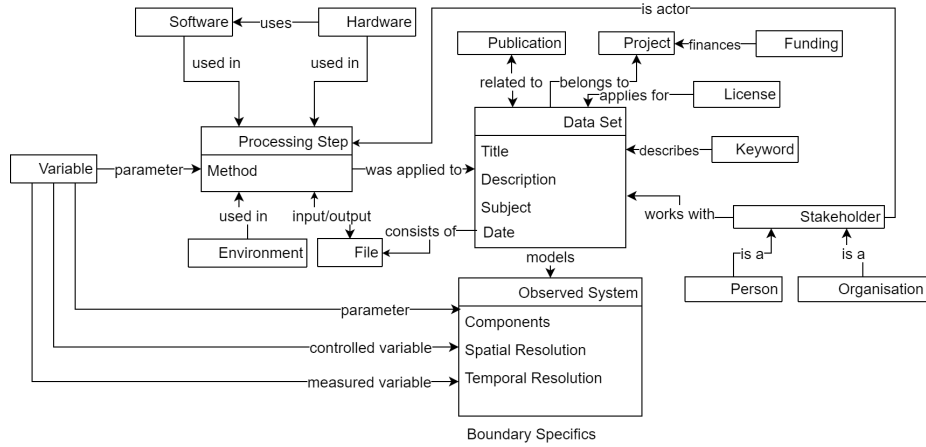 is actor
Software
uses
Hardware
Publication
Project
finances
Funding
used in
used in
related to
belongs to
applies for
License
Processing Step
Data Set
Variable
parameter
Method
was applied to
Title
describes
Keyword
Description
Subject
used in
input/output
consists of
Date
works with
Stakeholder
Environment
File
models
is a
is a
Observed System
Person
Organisation
parameter
Components
controlled variable
Spatial Resolution
measured variable
Temporal Resolution
Boundary Specifics